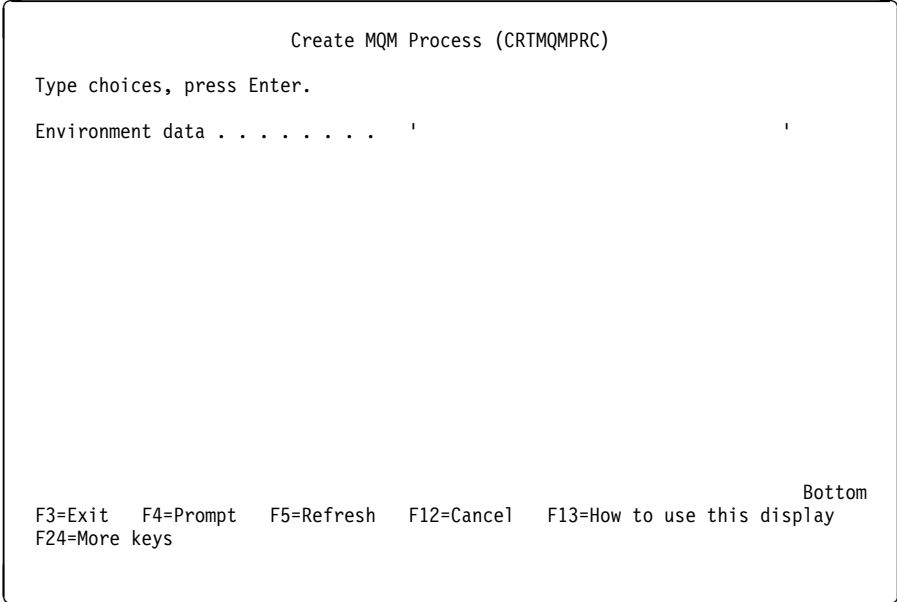 Create MQM Process (CRTMQMPRC)
Type choices, press Enter.
Environment data . . . . . . . . ' '
Bottom
F3=Exit F4=Prompt F5=Refresh F12=Cancel F13=How to use this display
F24=More keys